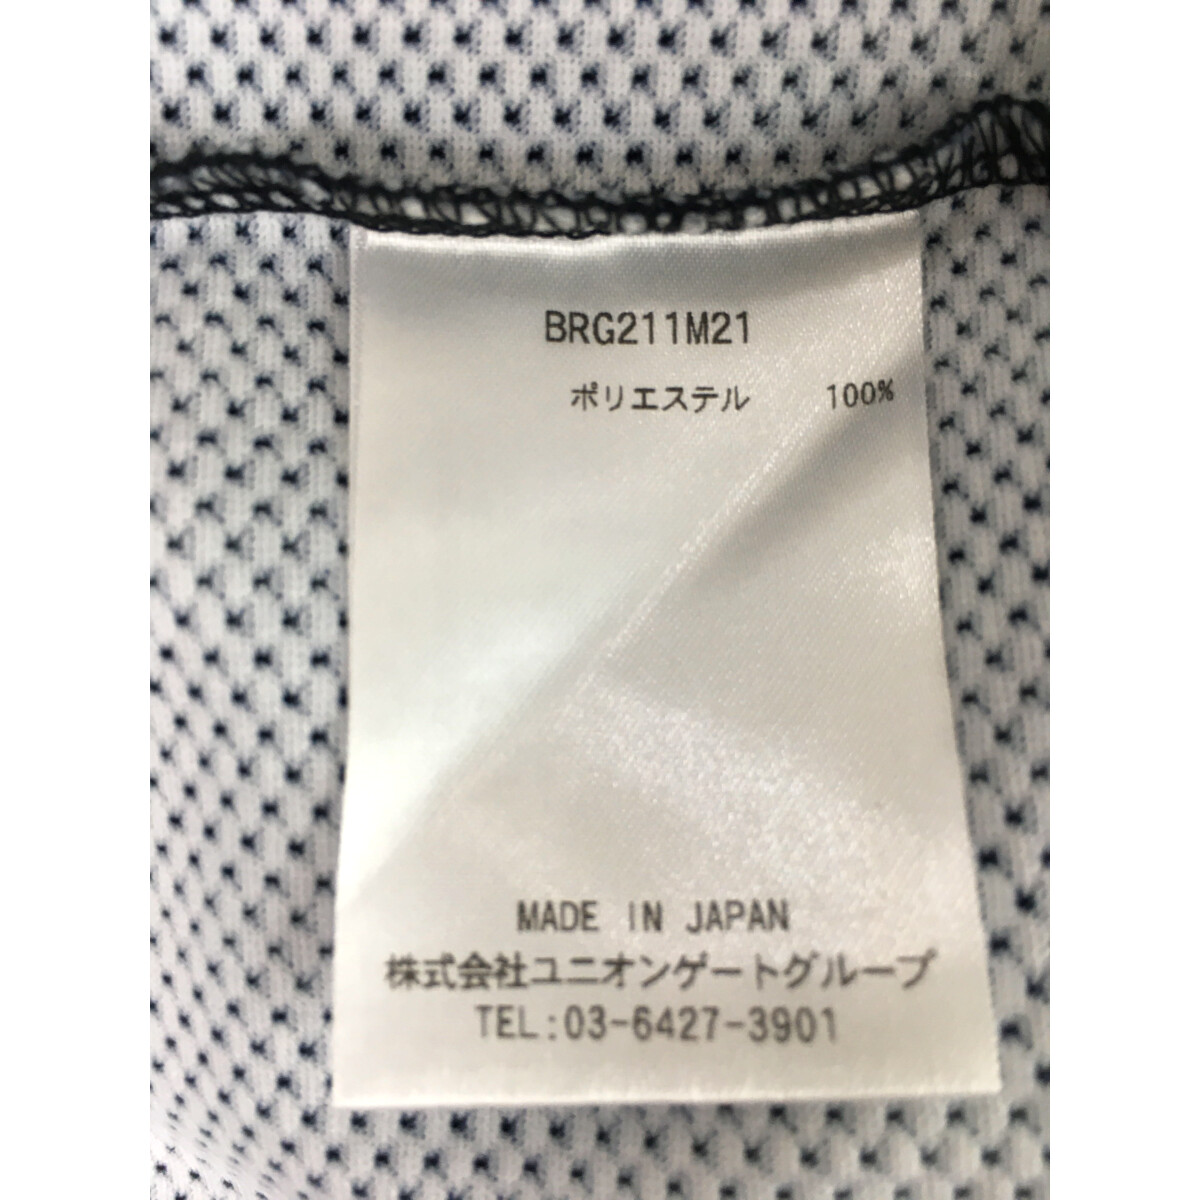 BRG211M21
ポリエステル 100%
MADE IN JAPAN
株式会社ユニオンゲートグループ
TEL:03-6427-3901